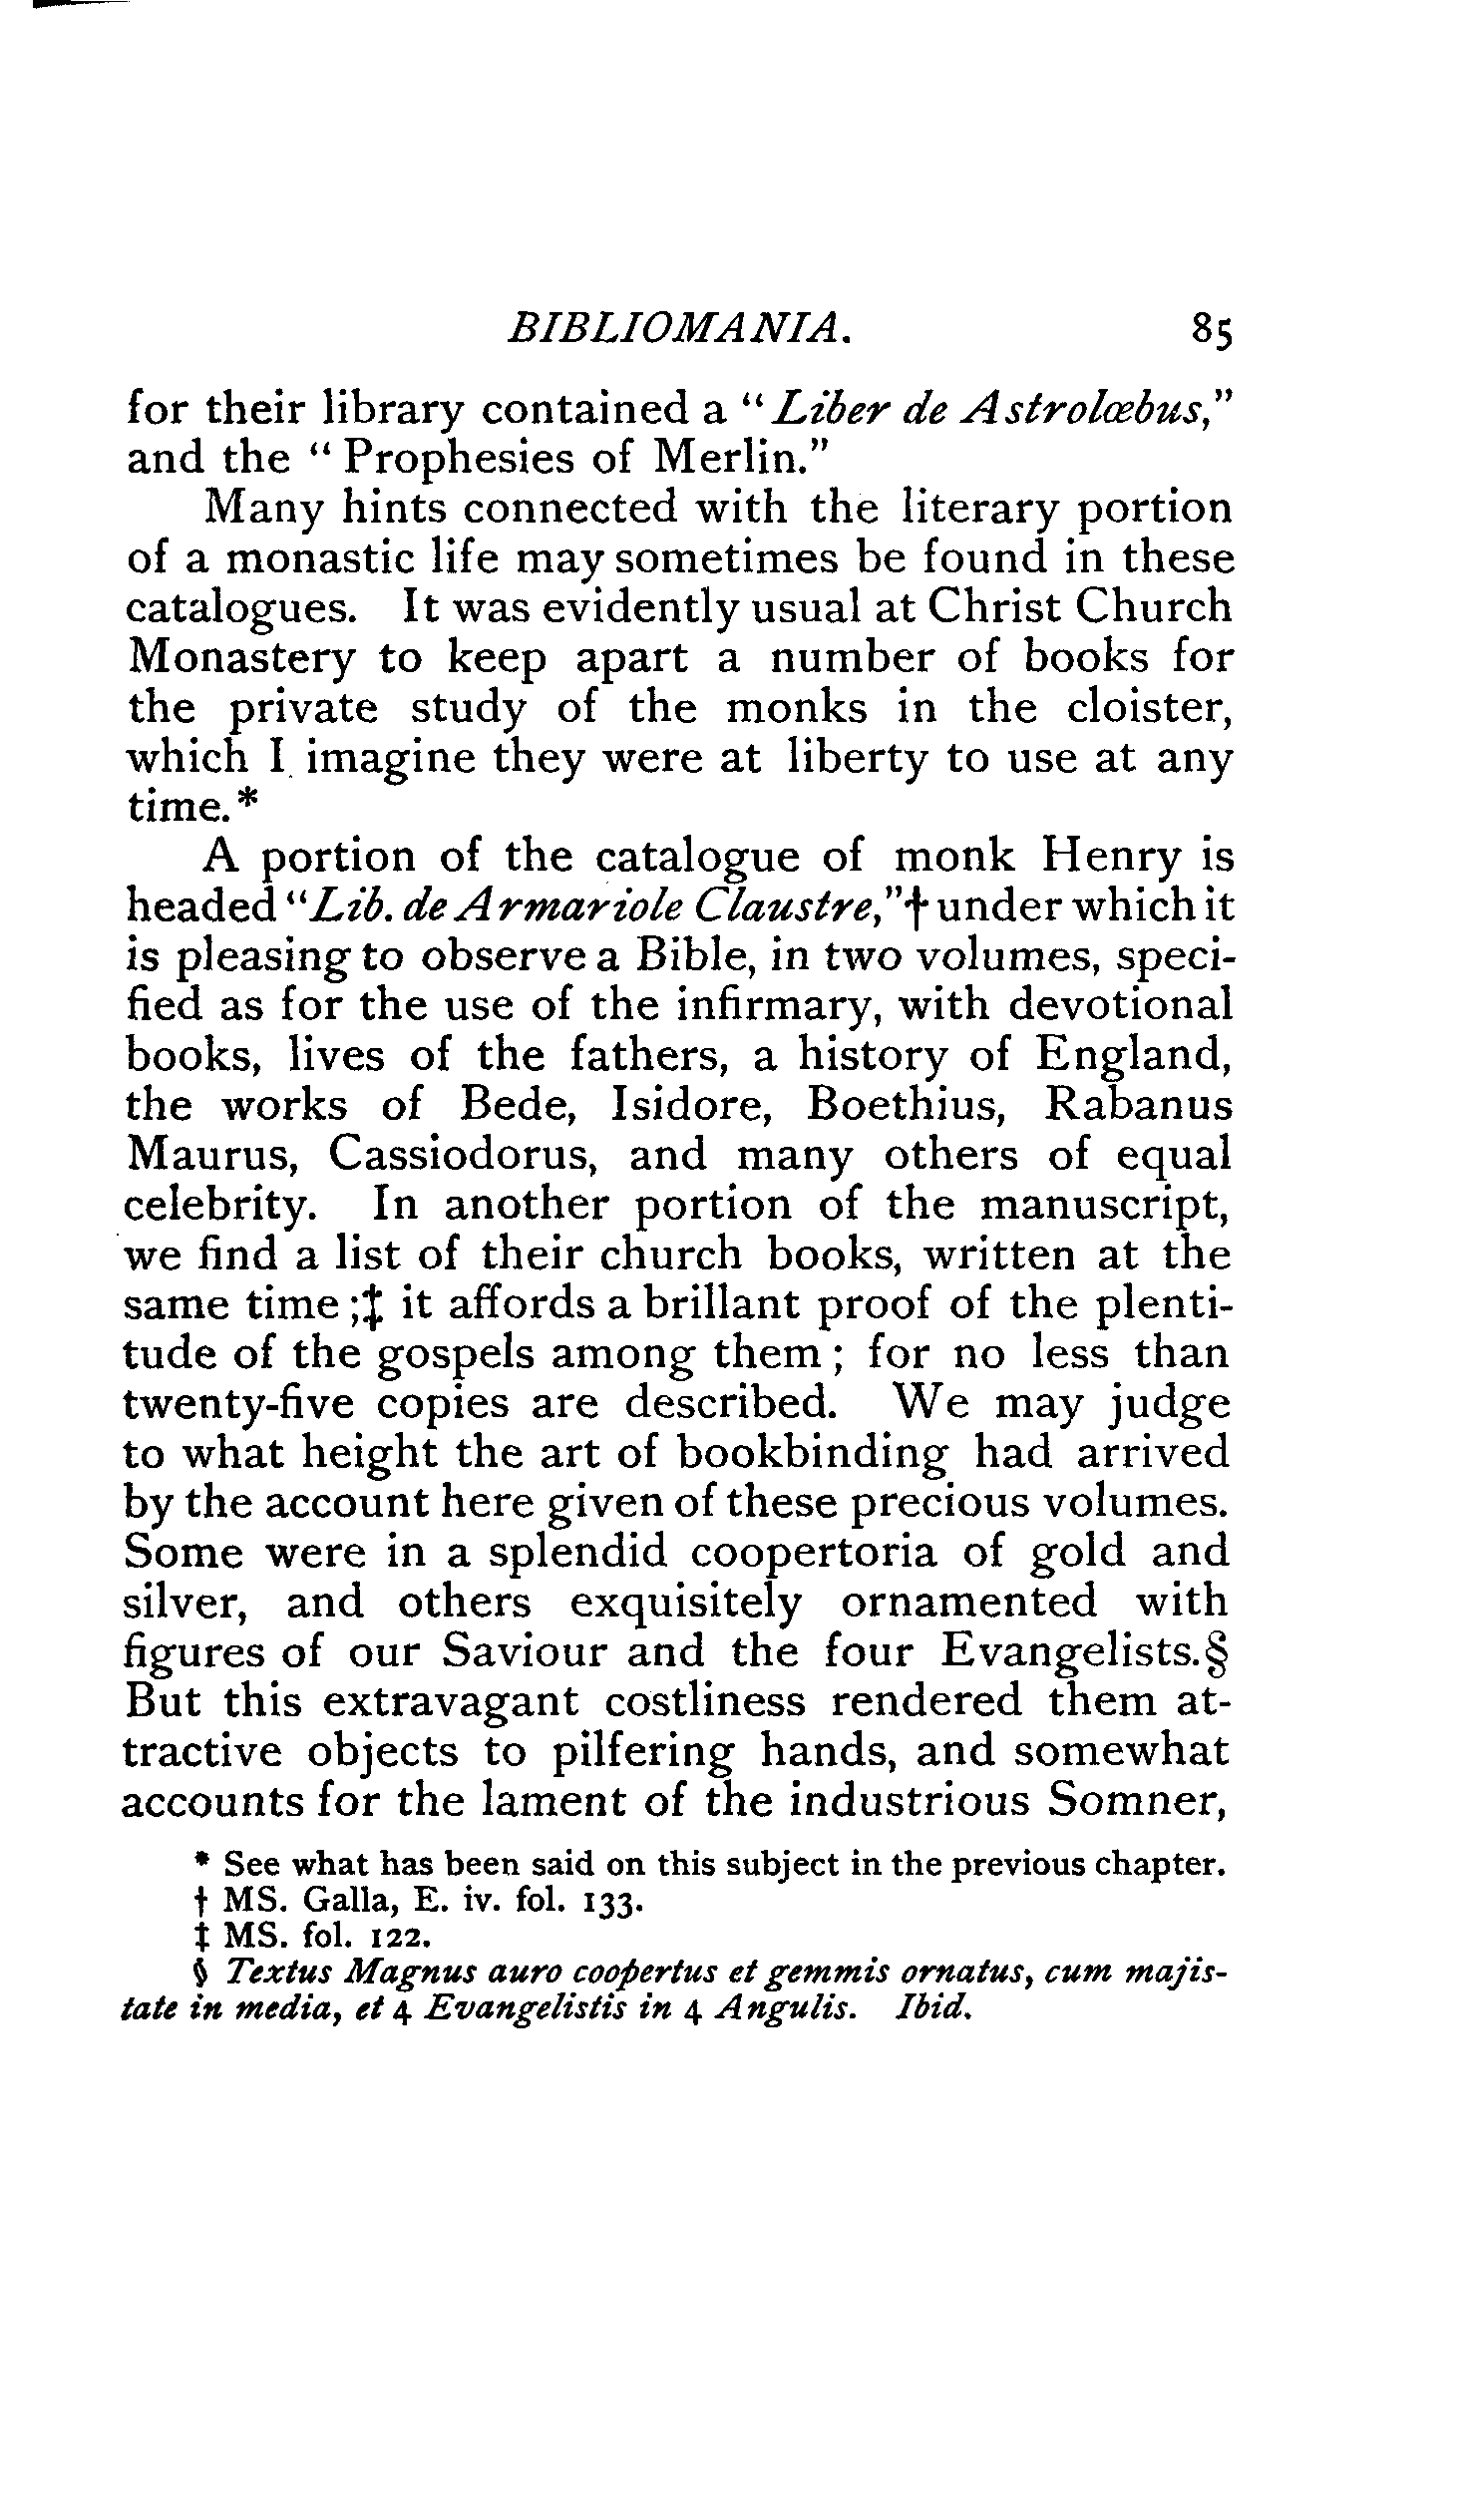 BIBLIOMANIA. 85
for their library contained a “Liber de Astrolœbus,”
and the “Prophesies of Merlin.”
Many hints connected with the literary portion
of a monastic life may sometimes be found in these
catalogues. It was evidently usual at Christ Church
Monastery to keep apart a number of books for
the private study of the monks in the cloister,
which I imagine they were at liberty to use at any
time.*
A portion of the catalogue of monk Henry is
headed “Lib. de Armariole Claustre,”† under which it
is pleasing to observe a Bible, in two volumes, speci-
fied as for the use of the infirmary, with devotional
books, lives of the fathers, a history of England,
the works of Bede, Isidore, Boethius, Rabanus
Maurus, Cassiodorus, and many others of equal
celebrity. In another portion of the manuscript,
we find a list of their church books, written at the
same time;‡ it affords a brillant proof of the plenti-
tude of the gospels among them; for no less than
twenty-five copies are described. We may judge
to what height the art of bookbinding had arrived
by the account here given of these precious volumes.
Some were in a splendid coopertoria of gold and
silver, and others exquisitely ornamented with
figures of our Saviour and the four Evangelists.§
But this extravagant costliness rendered them at-
tractive objects to pilfering hands, and somewhat
accounts for the lament of the industrious Somner,
* See what has been said on this subject in the previous chapter.
† MS. Galla, E. iv. fol. 133.
‡ MS. fol. 122.
§ Textus Magnus auro coopertus et gemmis ornatus, cum majis-
tate in media, et 4 Evangelistis in 4 Angulis. Ibid.